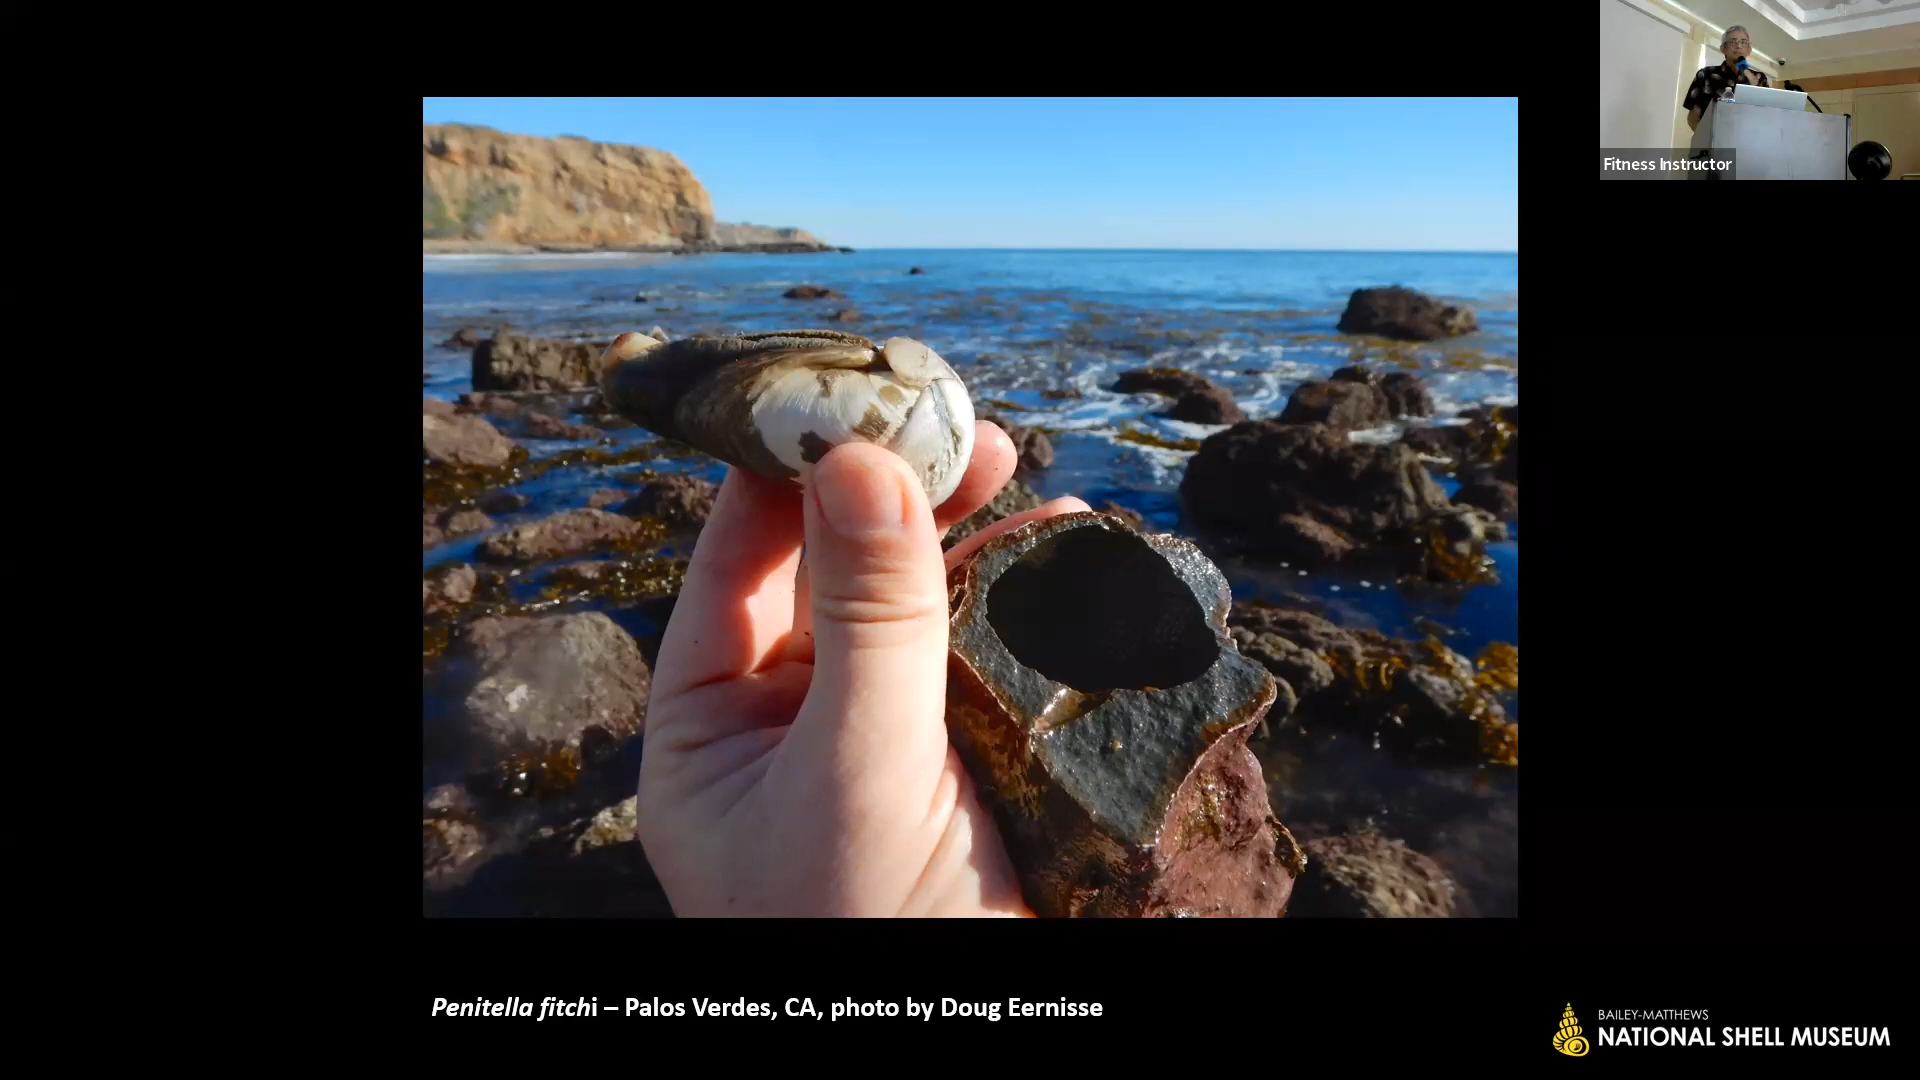 Fitness Instructor
Penitella fitchi – Palos Verdes, CA, photo by Doug Eernisse
BAILEY-MATTHEWS
NATIONAL SHELL MUSEUM